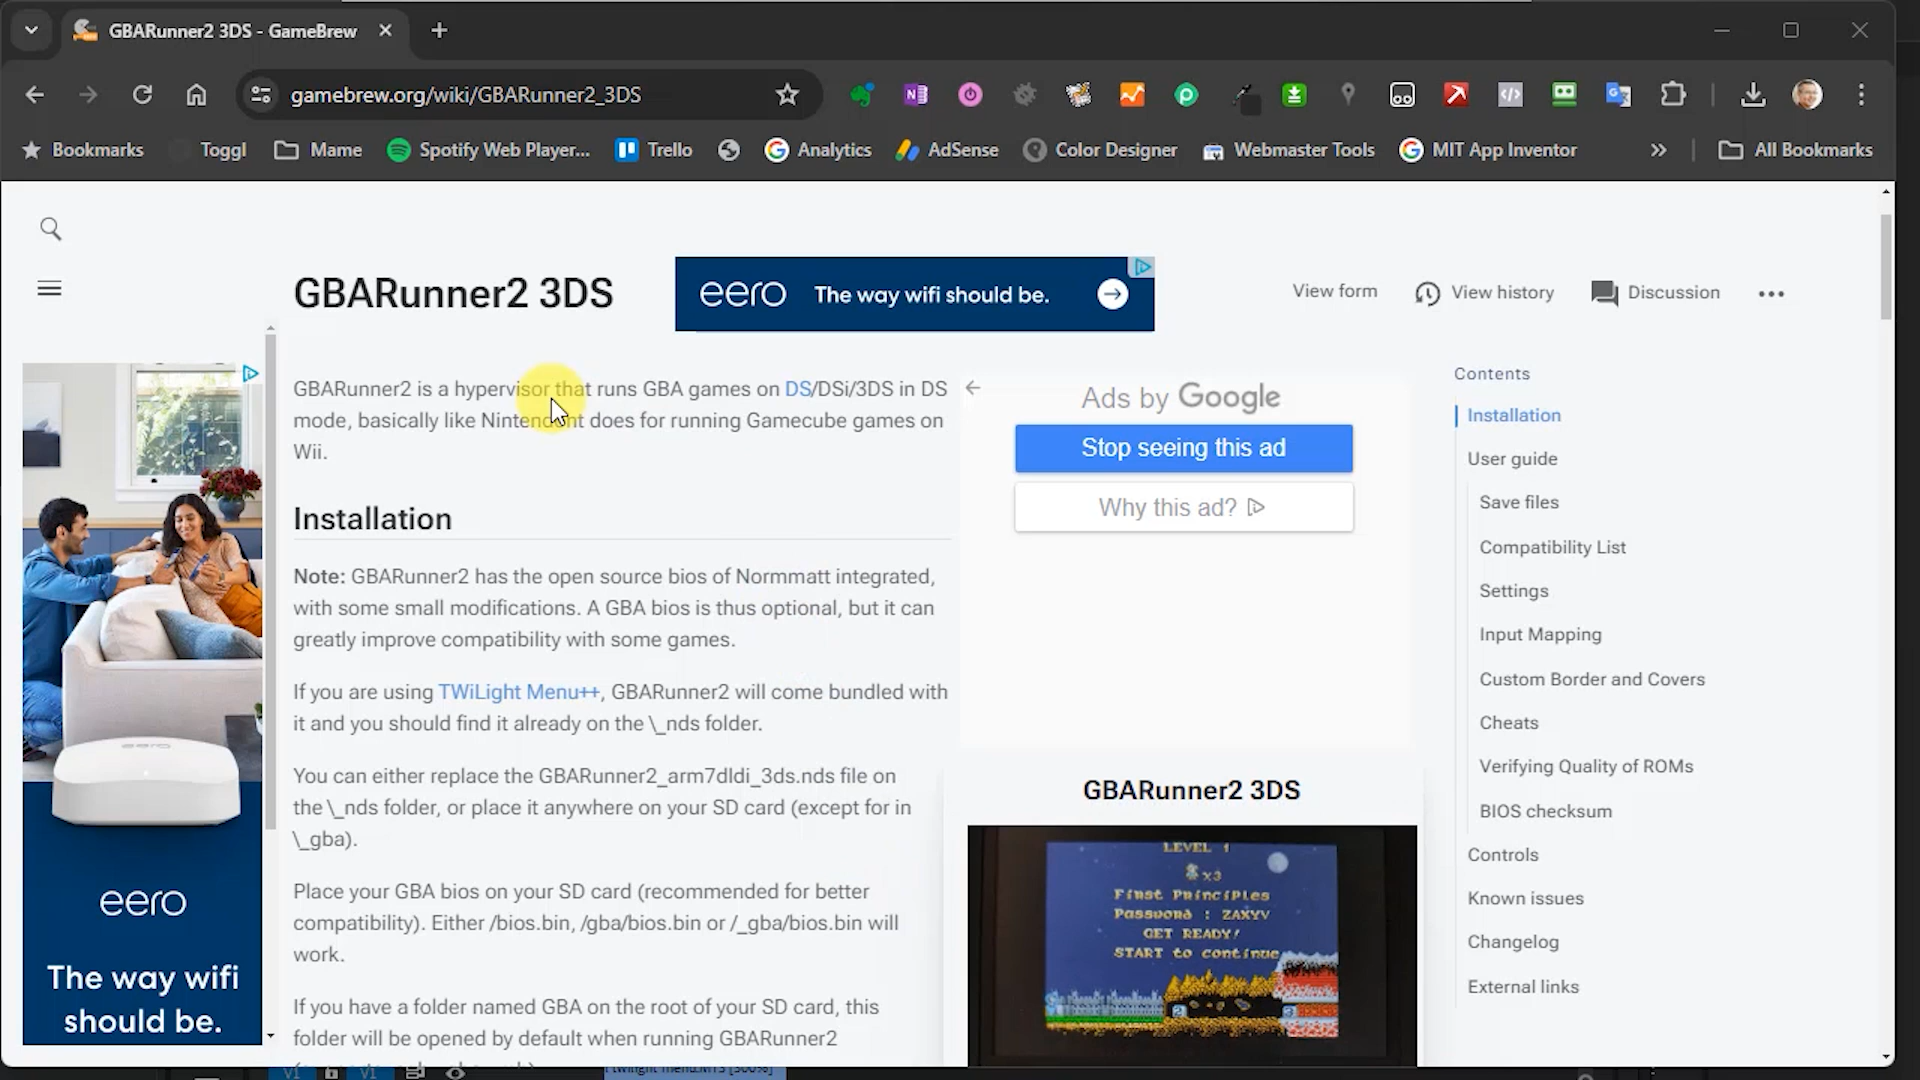 GBARunner2 3DS - GameBrew
gamebrew.org/wiki/GBARunner2_3DS
Bookmarks
Toggl
Mame
Spotify Web Player...
Trello
Analytics
AdSense
Color Designer
Webmaster Tools
MIT App Inventor
All Bookmarks
GBARunner2 3DS
eero The way wifi should be.
View form
View history
Discussion
GBARunner2 is a hypervisor that runs GBA games on DS/DSi/3DS in DS
mode, basically like Nintendont does for running Gamecube games on
Wii.
Installation
Note: GBARunner2 has the open source bios of Normmatt integrated,
with some small modifications. A GBA bios is thus optional, but it can
greatly improve compatibility with some games.
If you are using TWiLight Menu++, GBARunner2 will come bundled with
it and you should find it already on the \_nds folder.
You can either replace the GBARunner2_arm7dldi_3ds.nds file on
the \_nds folder, or place it anywhere on your SD card (except for in
\_gba).
Place your GBA bios on your SD card (recommended for better
compatibility). Either /bios.bin, /gba/bios.bin or /_gba/bios.bin will
work.
If you have a folder named GBA on the root of your SD card, this
folder will be opened by default when running GBARunner2
Ads by Google
Stop seeing this ad
Why this ad?
GBARunner2 3DS
LEVEL 1
x3
First Principles
Password : ZAXYV
GET READY!
START to continue
Contents
Installation
User guide
Save files
Compatibility List
Settings
Input Mapping
Custom Border and Covers
Cheats
Verifying Quality of ROMs
BIOS checksum
Controls
Known issues
Changelog
External links
eero
eero
The way wifi
should be.
V1
V1